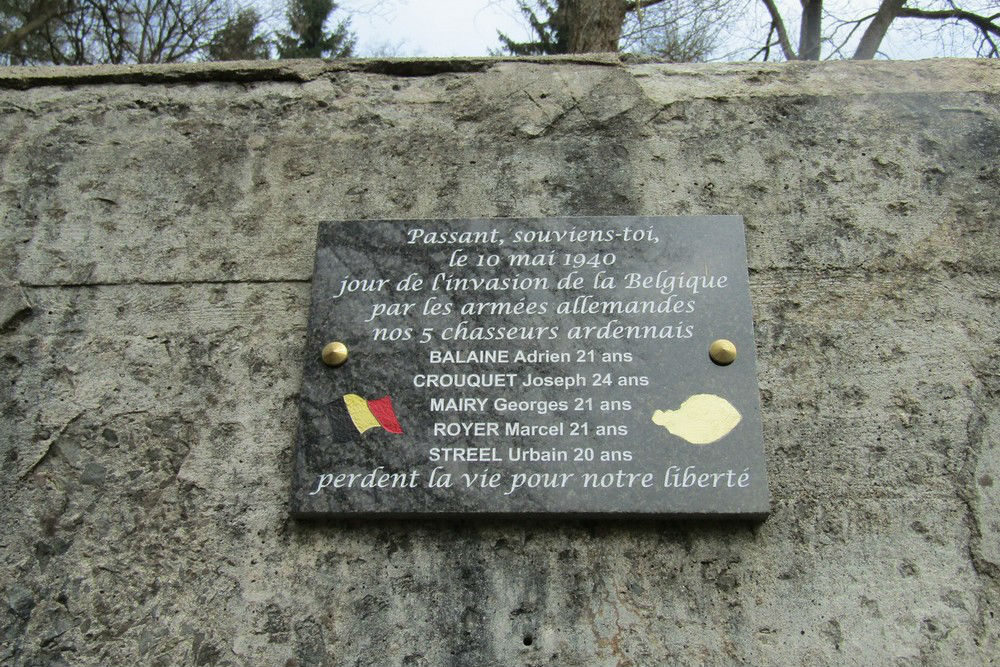 Passant, souviens-toi,
le 10 mai 1940
jour de l'invasion de la Belgique
par les armées allemandes
nos 5 chasseurs ardennais
BALAINE Adrien 21 ans
CROUQUET Joseph 24 ans
MAIRY Georges 21 ans
ROYER Marcel 21 ans
STREEL Urbain 20 ans
perdent la vie pour notre liberté